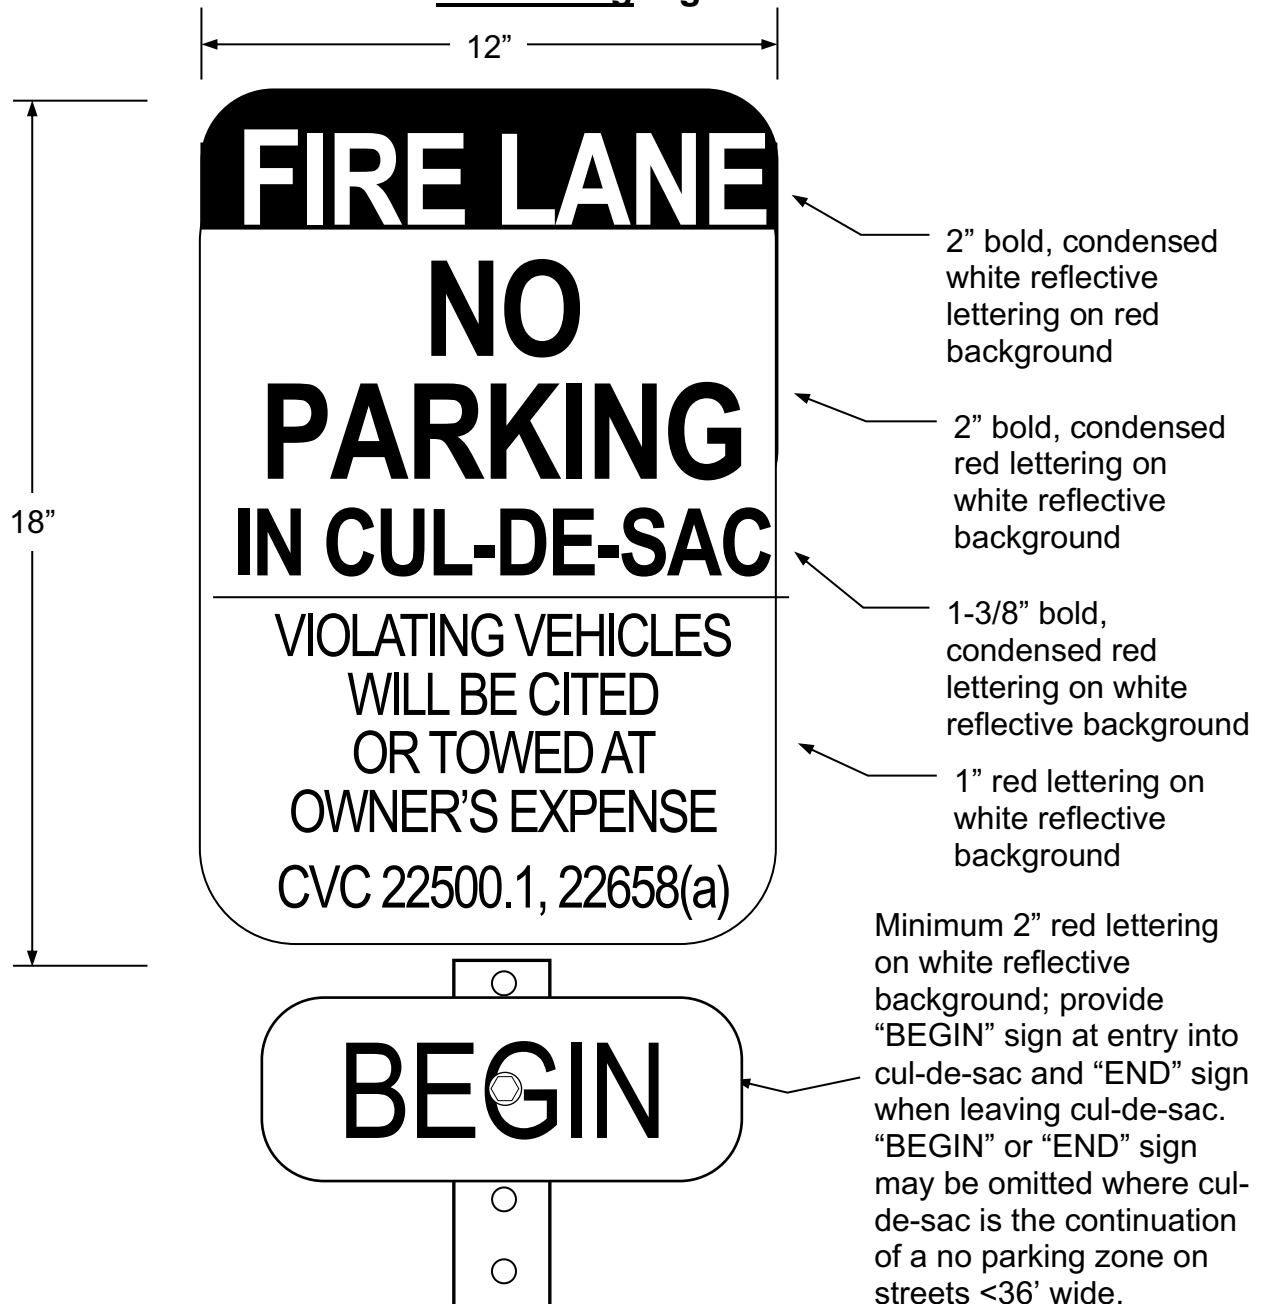 12”
FIRE LANE
NO
PARKING
IN CUL-DE-SAC
VIOLATING VEHICLES
WILL BE CITED
OR TOWED AT
OWNER’S EXPENSE
CVC 22500.1, 22658(a)
18”
BEGIN
2” bold, condensed
white reflective
lettering on red
background
2” bold, condensed
red lettering on
white reflective
background
1-3/8” bold,
condensed red
lettering on white
reflective background
1” red lettering on
white reflective
background
Minimum 2” red lettering
on white reflective
background; provide
“BEGIN” sign at entry into
cul-de-sac and “END” sign
when leaving cul-de-sac.
“BEGIN” or “END” sign
may be omitted where cul-
de-sac is the continuation
of a no parking zone on
streets <36’ wide.